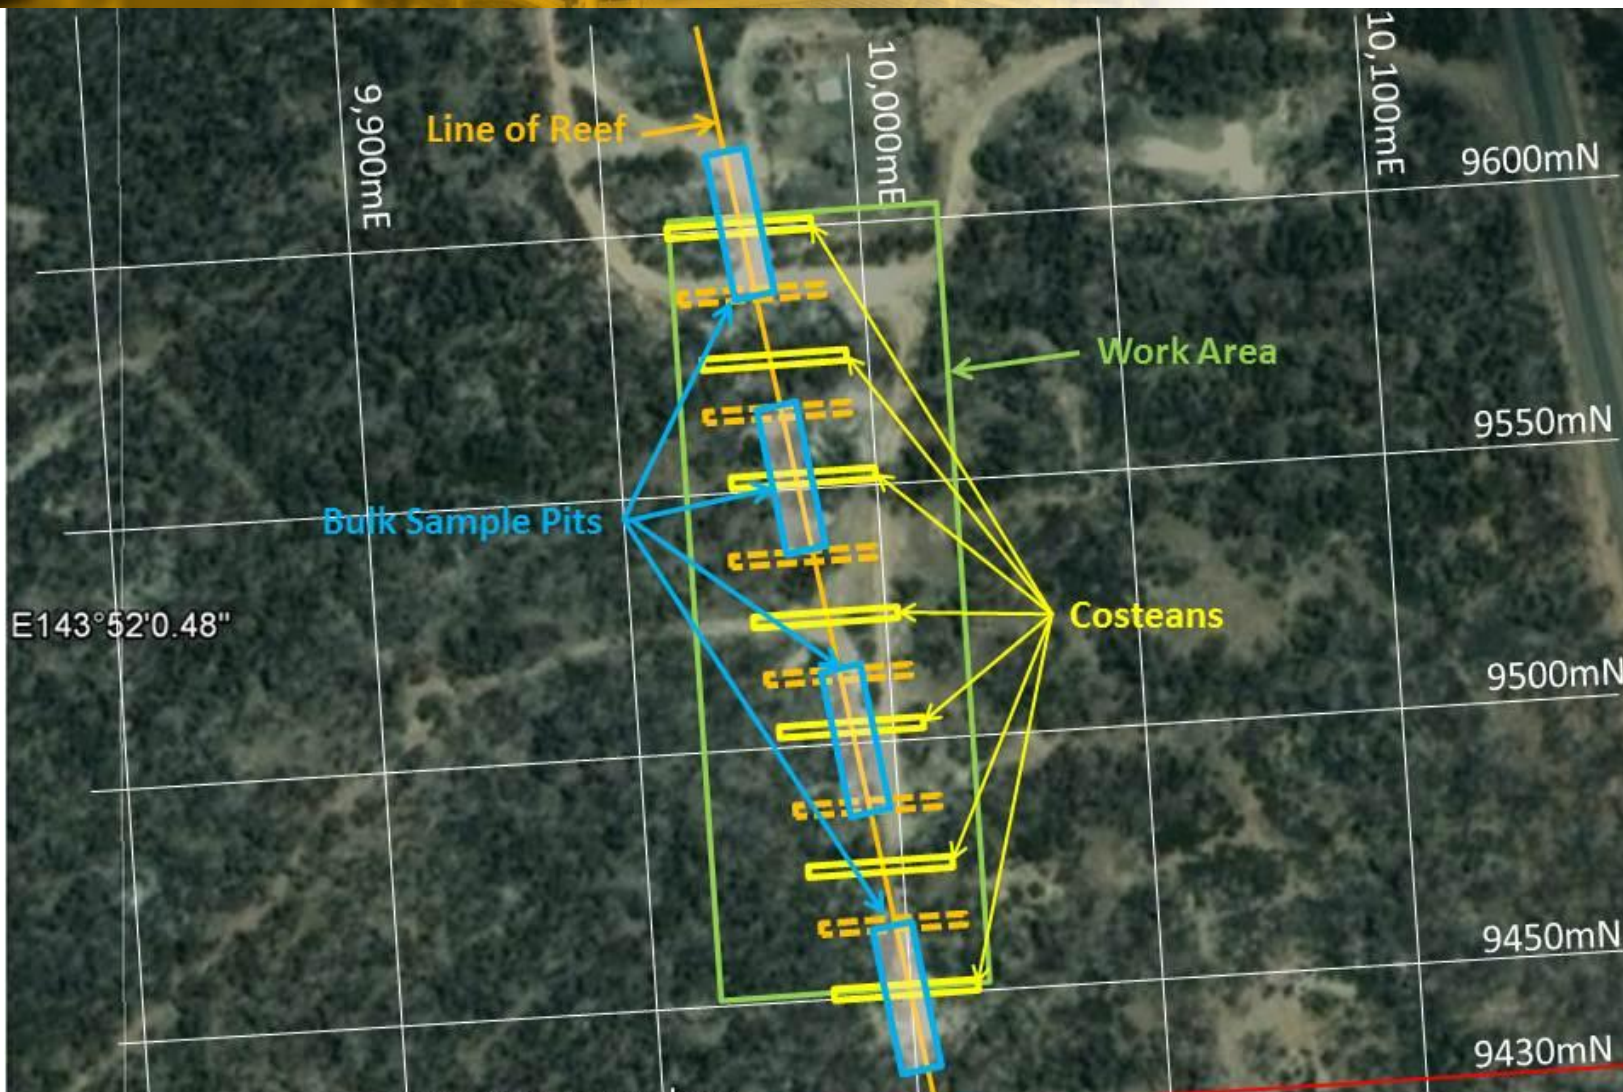 10,100mE
10,000mE
9,900mE
Line of Reef
9600mN
Work Area
9550mN
Bulk Sample Pits
E143°52'0.48"
Costeans
9500mN
9450mN
9430mN